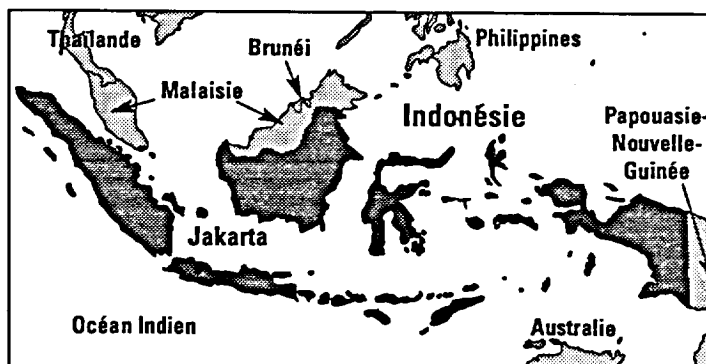 Thaïlande
Brunéi
Philippines
Malaisie
Indonésie
Papouasie-
Nouvelle-
Guinée
Jakarta
Océan Indien
Australie